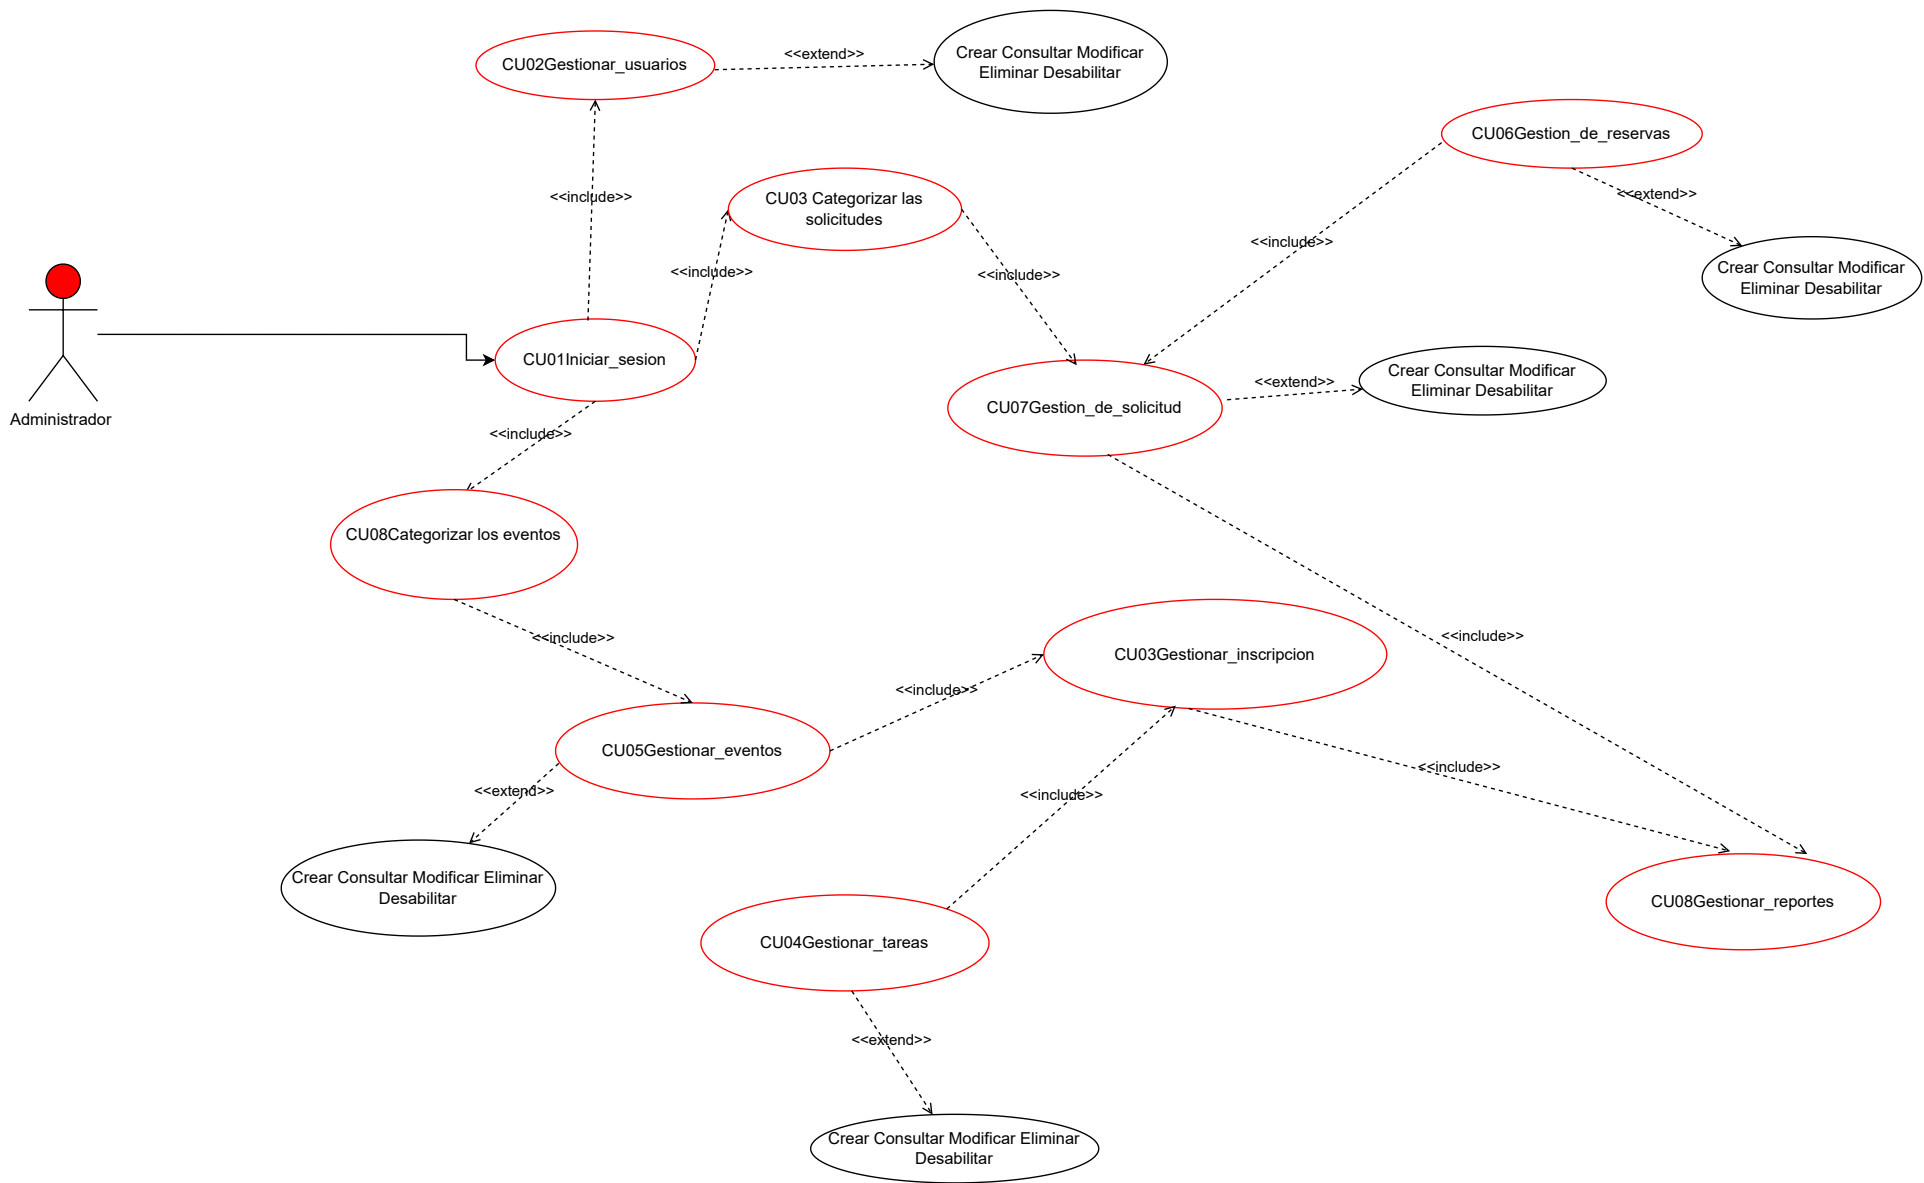 CU02Gestionar_usuarios
<<extend>>
Crear Consultar Modificar
Eliminar Desabilitar
CU06Gestion_de_reservas
<<include>>
CU03 Categorizar las
solicitudes
<<extend>>
<<include>>
<<include>>
<<include>>
Crear Consultar Modificar
Eliminar Desabilitar
CU01Iniciar_sesion
Administrador
<<extend>>
Crear Consultar Modificar
Eliminar Desabilitar
CU07Gestion_de_solicitud
<<include>>
CU08Categorizar los eventos
<<include>>
<<include>>
CU03Gestionar_inscripcion
<<include>>
CU05Gestionar_eventos
<<include>>
<<extend>>
<<include>>
Crear Consultar Modificar Eliminar
Desabilitar
CU08Gestionar_reportes
CU04Gestionar_tareas
<<extend>>
Crear Consultar Modificar Eliminar
Desabilitar